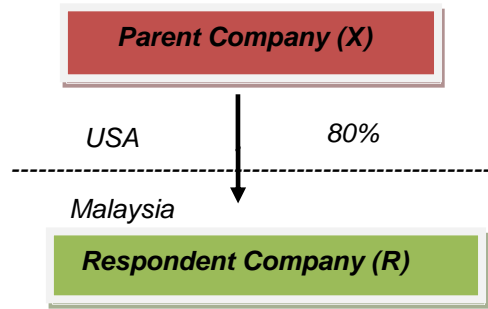 Parent Company (X)
USA 80%
Malaysia
Respondent Company (R)